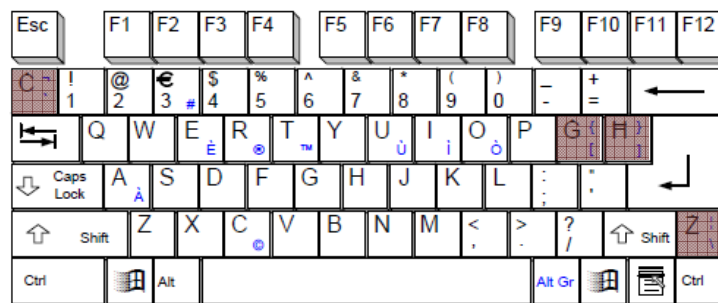 Esc F1 F2 F3 F4 F5 F6 F7 F8 F9 F10 F11 F12
Ċ ¬ ` ! 1 @ 2 € 3 # $ 4 % 5 ^ 6 & 7 * 8 ( 9 ) 0 _ - + =
Q W E È R ® T ™ Y U Ù I ì O Ò P Ġ { [ Ħ } ]
Caps Lock A À S D F G H J K L : ; " '
Shift Z X C © V B N M < , > . ? / Shift Ż ¦ \
Ctrl Alt Alt Gr Ctrl